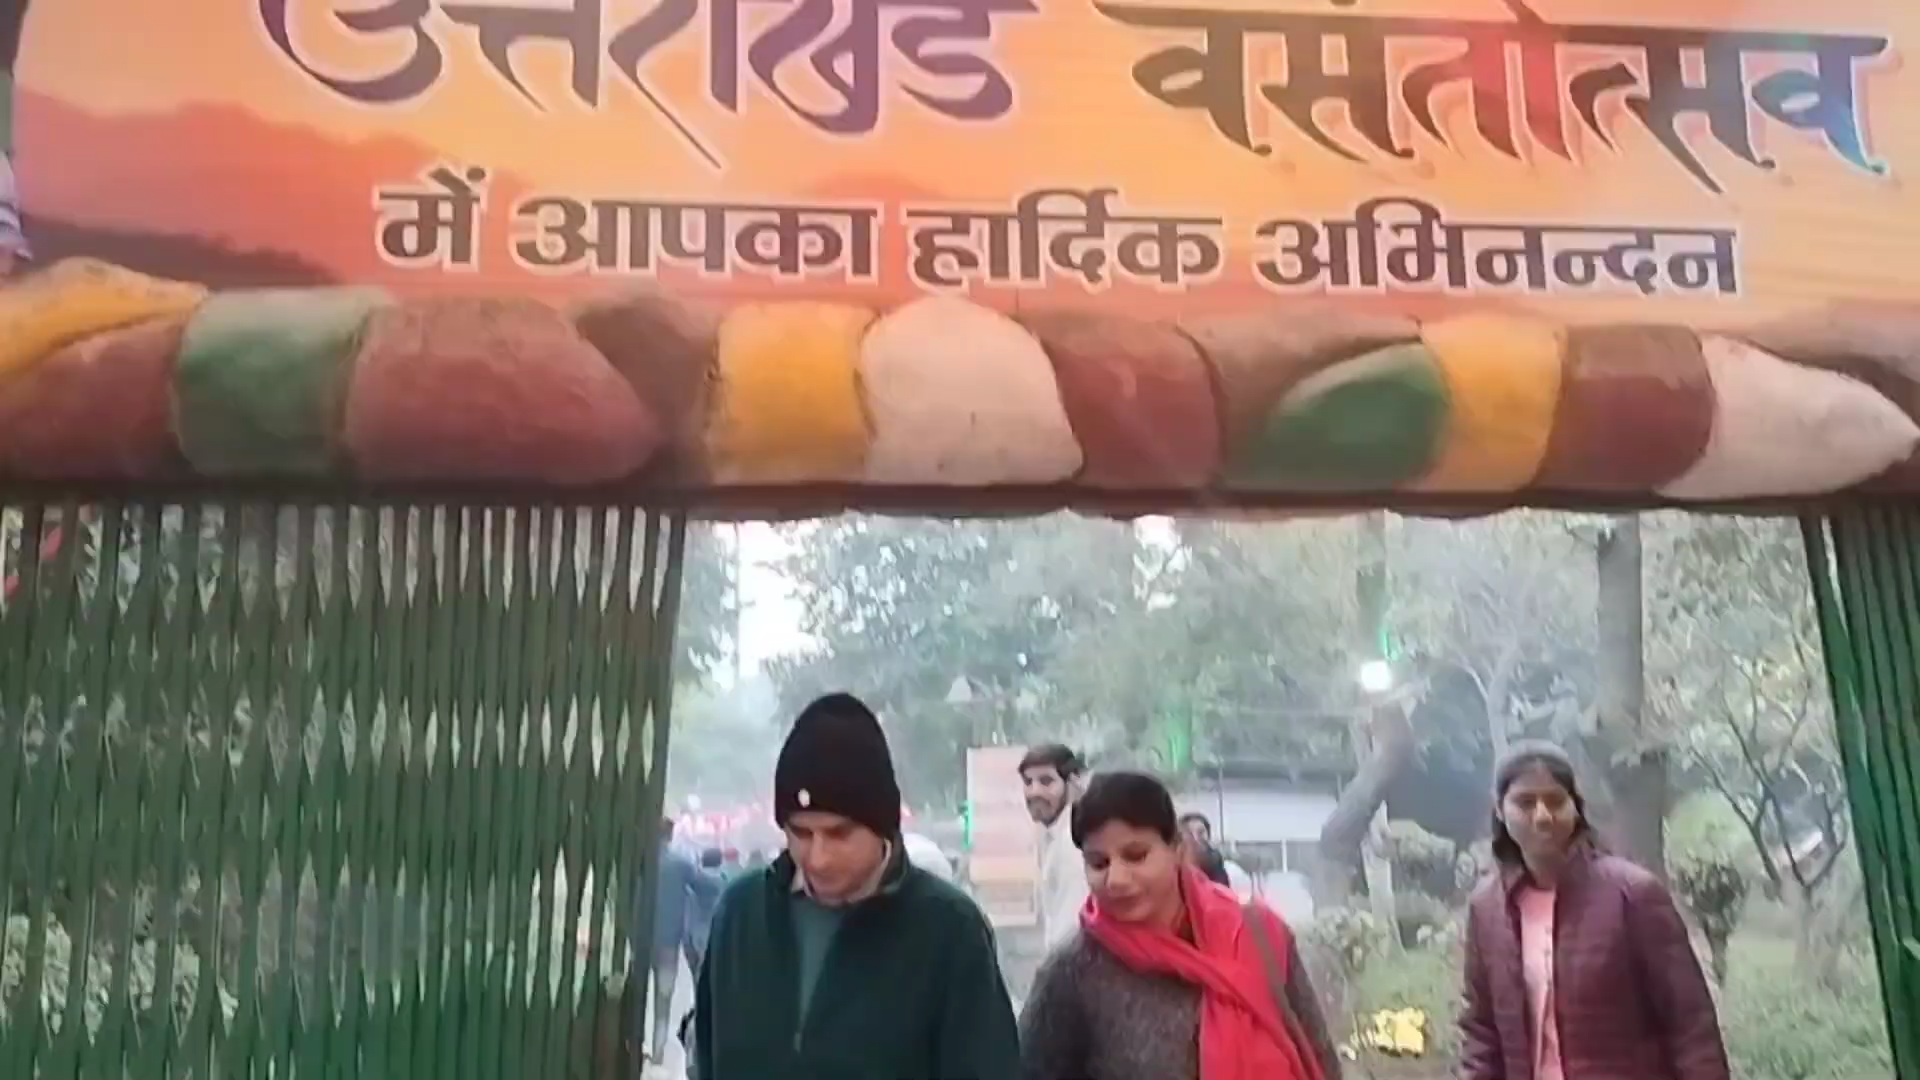 उत्तराखंड वसंतोत्सव
में आपका हार्दिक अभिनन्दन